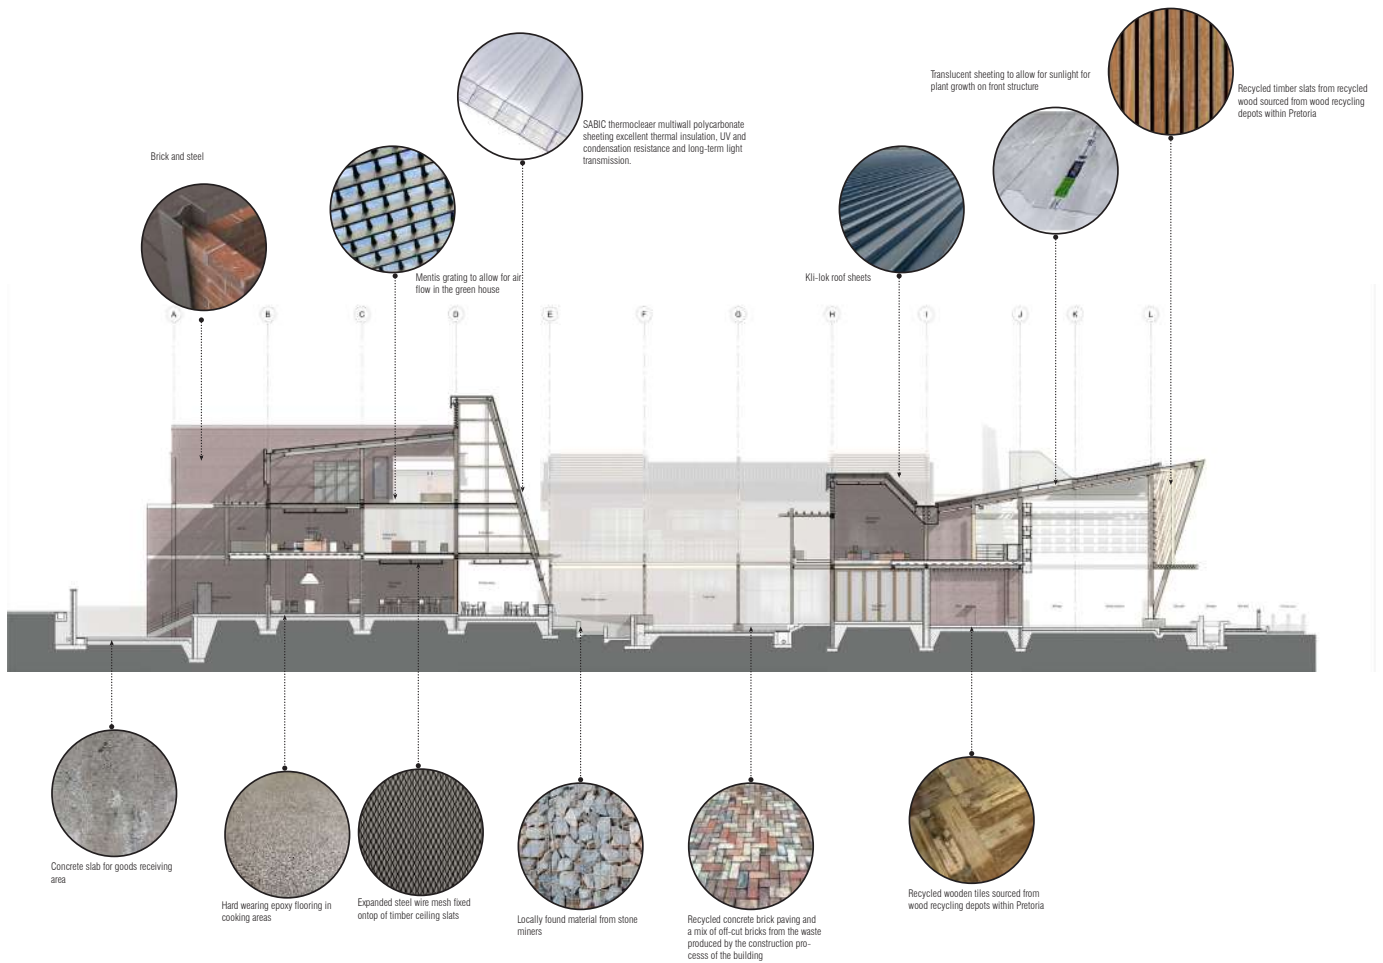 Translucent sheeting to allow for sunlight for
plant growth on front structure
Recycled timber slats from recycled
wood sourced from wood recycling
depots within Pretoria
SABIC thermocleaer multiwall polycarbonate
sheeting excellent thermal insulation, UV and
condensation resistance and long-term light
transmission.
Brick and steel
Mentis grating to allow for air
flow in the green house
Kli-lok roof sheets
A B C D E F G H I J K L
Concrete slab for goods receiving
area
Hard wearing epoxy flooring in
cooking areas
Expanded steel wire mesh fixed
ontop of timber ceiling slats
Locally found material from stone
miners
Recycled concrete brick paving and
a mix of off-cut bricks from the waste
produced by the construction pro-
cesss of the building
Recycled wooden tiles sourced from
wood recycling depots within Pretoria